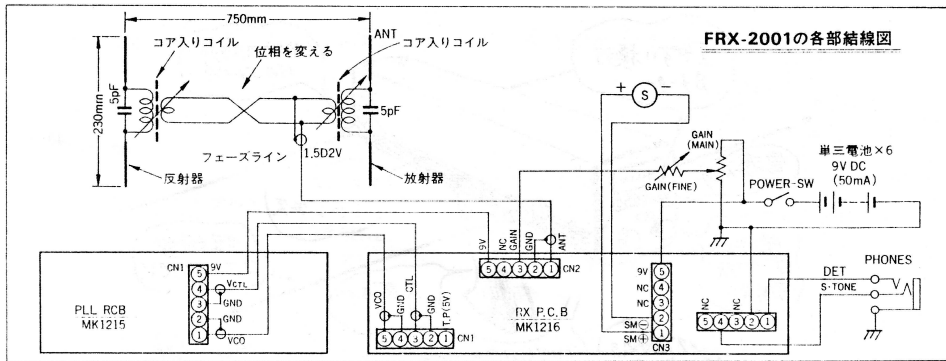 FRX-2001の各部結線図
750mm
コア入りコイル
位相を変える
ANT
コア入りコイル
5pF
5pF
230mm
1.5D2V
フェーズライン
反射器
放射器
+ S -
GAIN
(MAIN)
GAIN(FINE)
単三電池×6
9V DC
(50mA)
POWER-SW
PLL RCB
MK1215
CN1
5 9V
4 VCTL
3 GND
2 GND
1 VCO
VCO
GND
CTL
GND
T.P(5V)
5 4 3 2 1
CN1
9V
NC
GAIN
GND
ANT
5 4 3 2 1
CN2
RX P.C.B
MK1216
9V 5
NC 4
NC 3
SM⊖ 2
SM⊕ 1
CN3
NC
NC
5 4 3 2 1
DET
S-TONE
PHONES